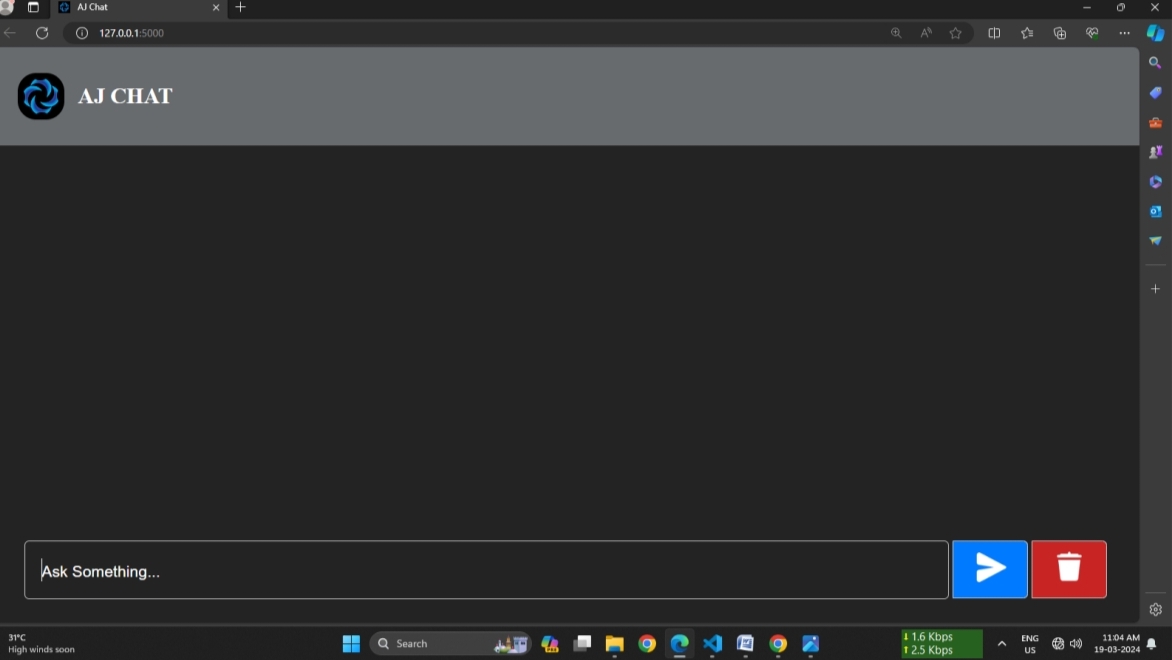 AJ Chat
127.0.0.1:5000
AJ CHAT
Ask Something...
31°C
High winds soon
Search
1.6 Kbps
2.5 Kbps
ENG
US
11:04 AM
19-03-2024